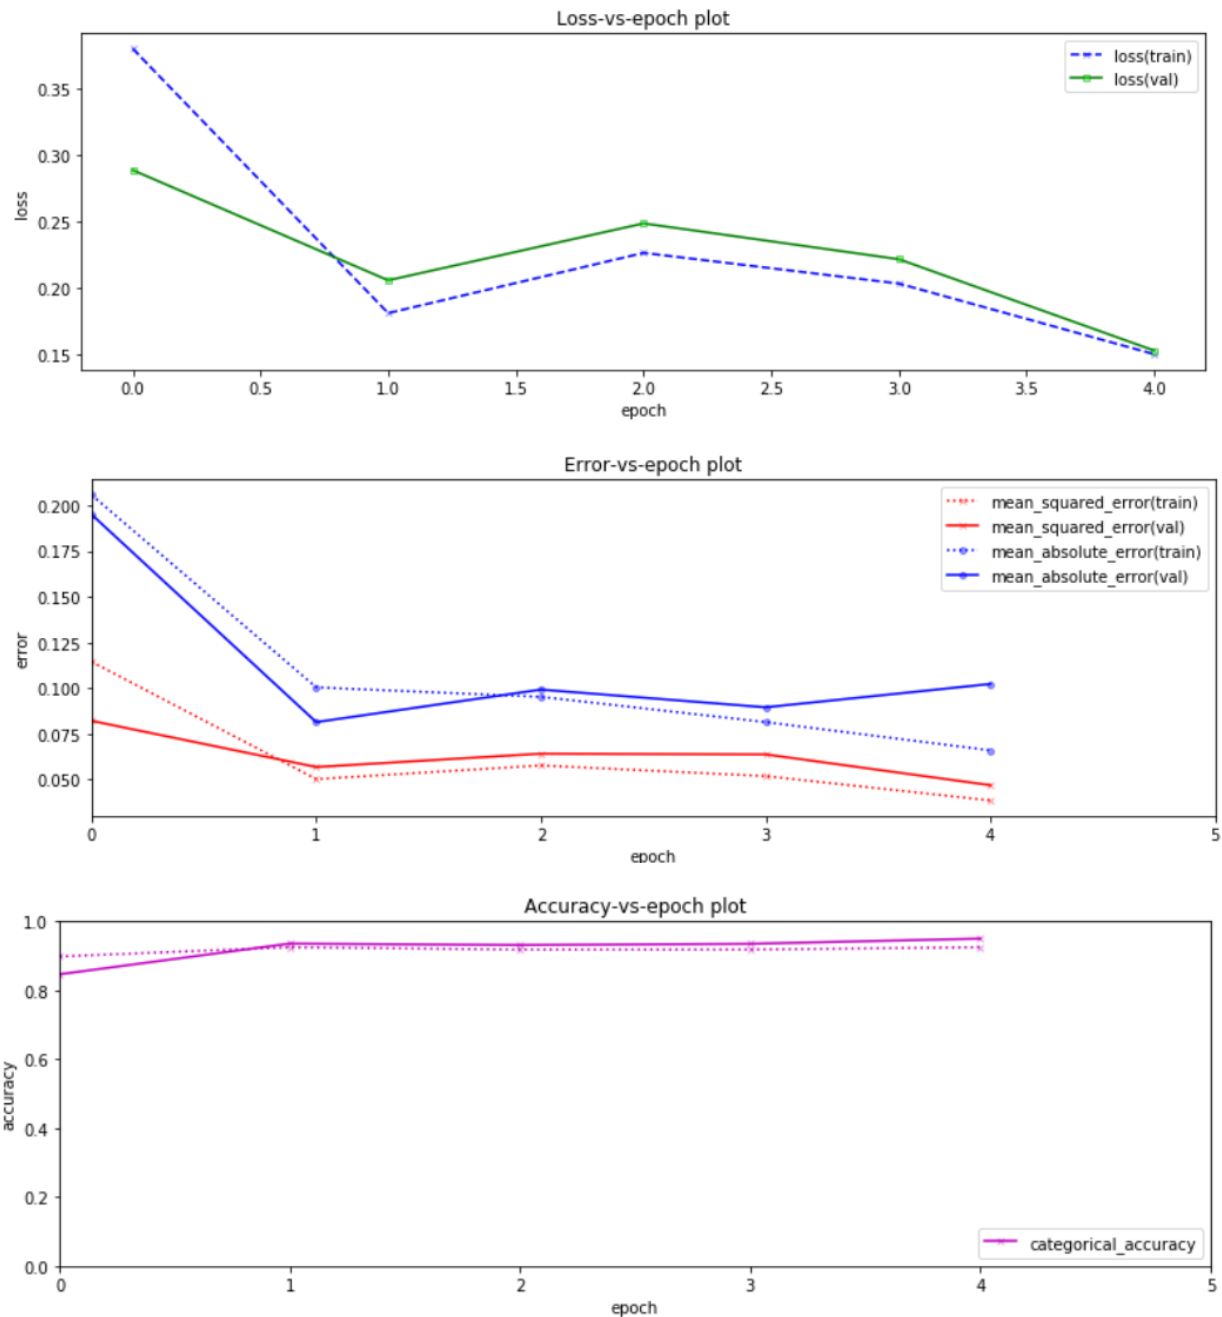 Loss-vs-epoch plot
loss(train)
loss(val)
0.35
0.30
0.25
0.20
0.15
loss
0.0 0.5 1.0 1.5 2.0 2.5 3.0 3.5 4.0
epoch
Error-vs-epoch plot
mean_squared_error(train)
mean_squared_error(val)
mean_absolute_error(train)
mean_absolute_error(val)
0.200
0.175
0.150
0.125
0.100
0.075
0.050
error
0 1 2 3 4 5
epoch
Accuracy-vs-epoch plot
1.0
0.8
0.6
0.4
0.2
0.0
accuracy
categorical_accuracy
0 1 2 3 4 5
epoch